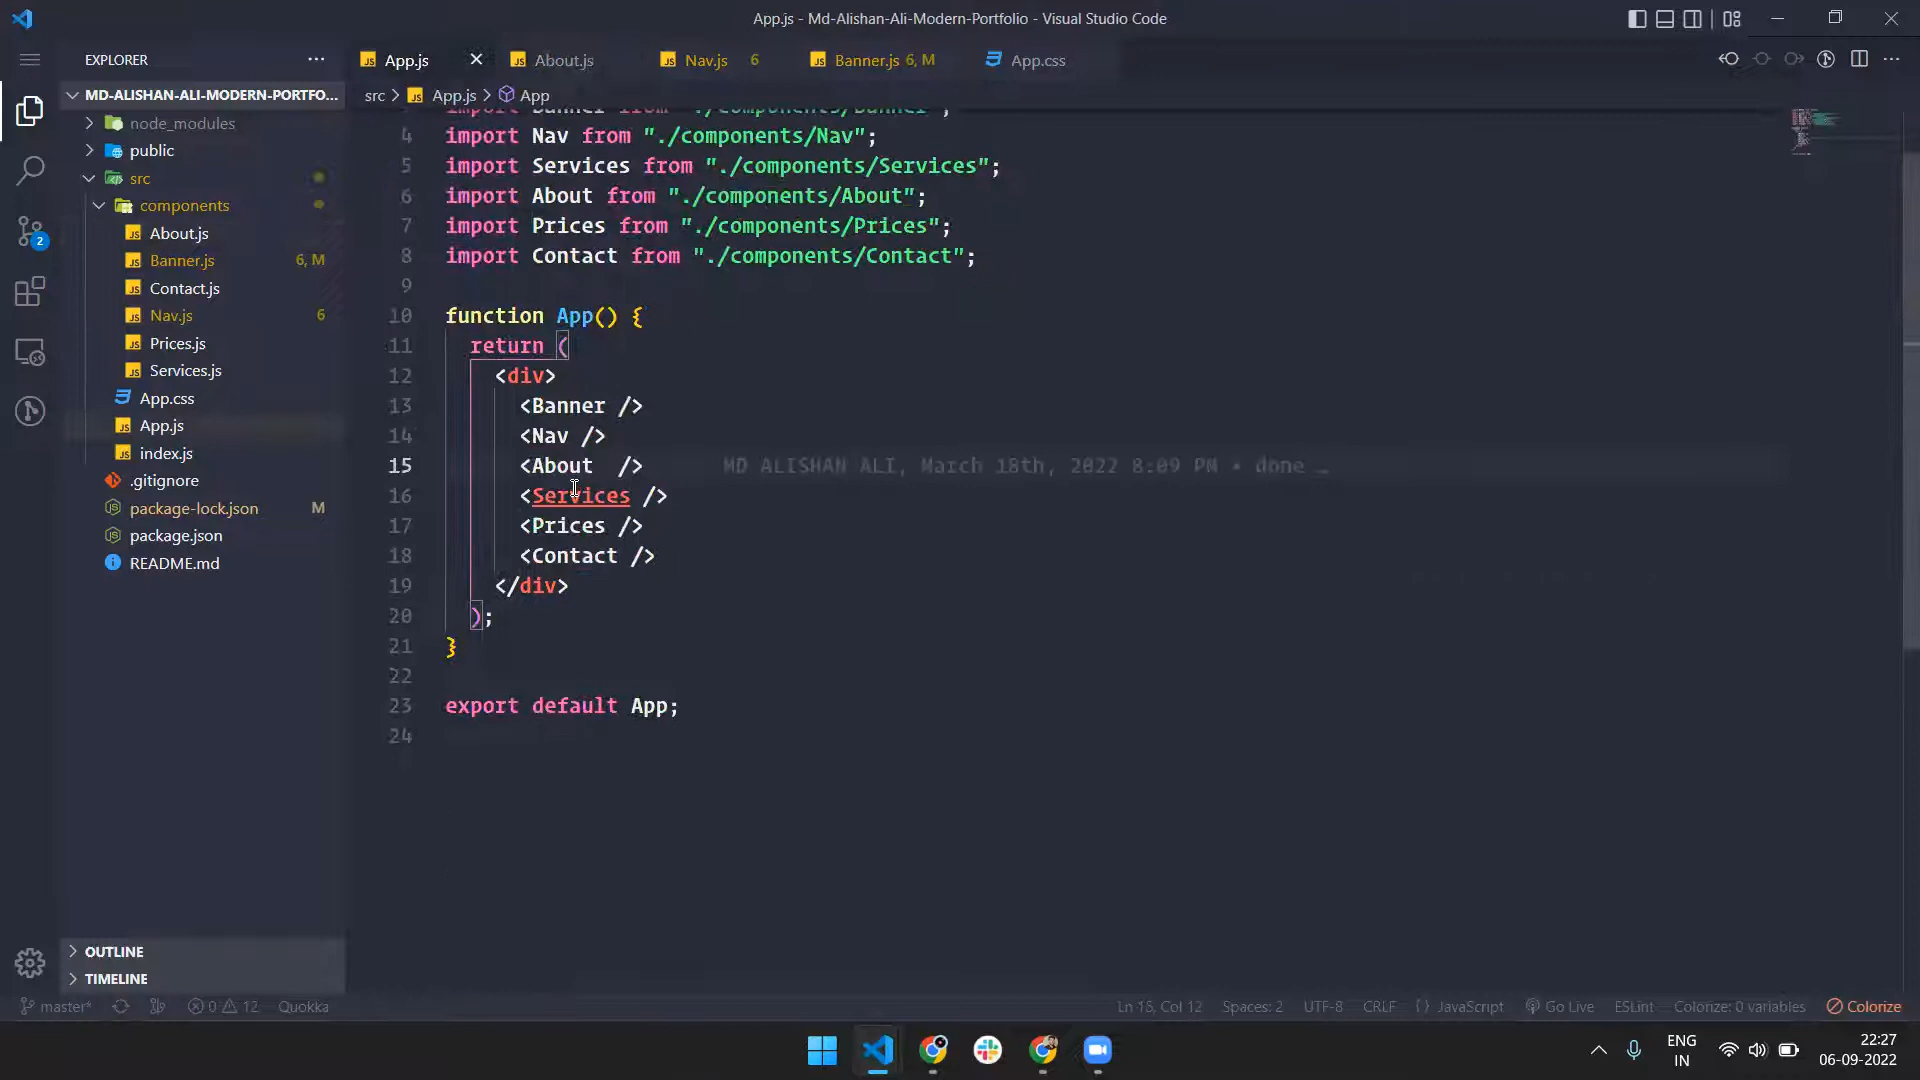 App.js - Md-Alishan-Ali-Modern-Portfolio - Visual Studio Code
EXPLORER
App.js
About.js
Nav.js 6
Banner.js 6, M
App.css
MD-ALISHAN-ALI-MODERN-PORTFO...
node_modules
public
src
components
About.js
Banner.js 6, M
Contact.js
Nav.js 6
Prices.js
Services.js
App.css
App.js
index.js
.gitignore
package-lock.json M
package.json
README.md
OUTLINE
TIMELINE
2
src > App.js > App
import Banner from "./components/Banner";
4 import Nav from "./components/Nav";
5 import Services from "./components/Services";
6 import About from "./components/About";
7 import Prices from "./components/Prices";
8 import Contact from "./components/Contact";
9
10 function App() {
11 return (
12 <div>
13 <Banner />
14 <Nav />
15 <About  /> MD ALISHAN ALI, March 18th, 2022 8:09 PM • done …
16 <Services />
17 <Prices />
18 <Contact />
19 </div>
20 );
21 }
22
23 export default App;
24
master* 0 12 Quokka
Ln 15, Col 12 Spaces: 2 UTF-8 CRLF {} JavaScript Go Live ESLint Colorize: 0 variables Colorize
ENG
IN
22:27
06-09-2022